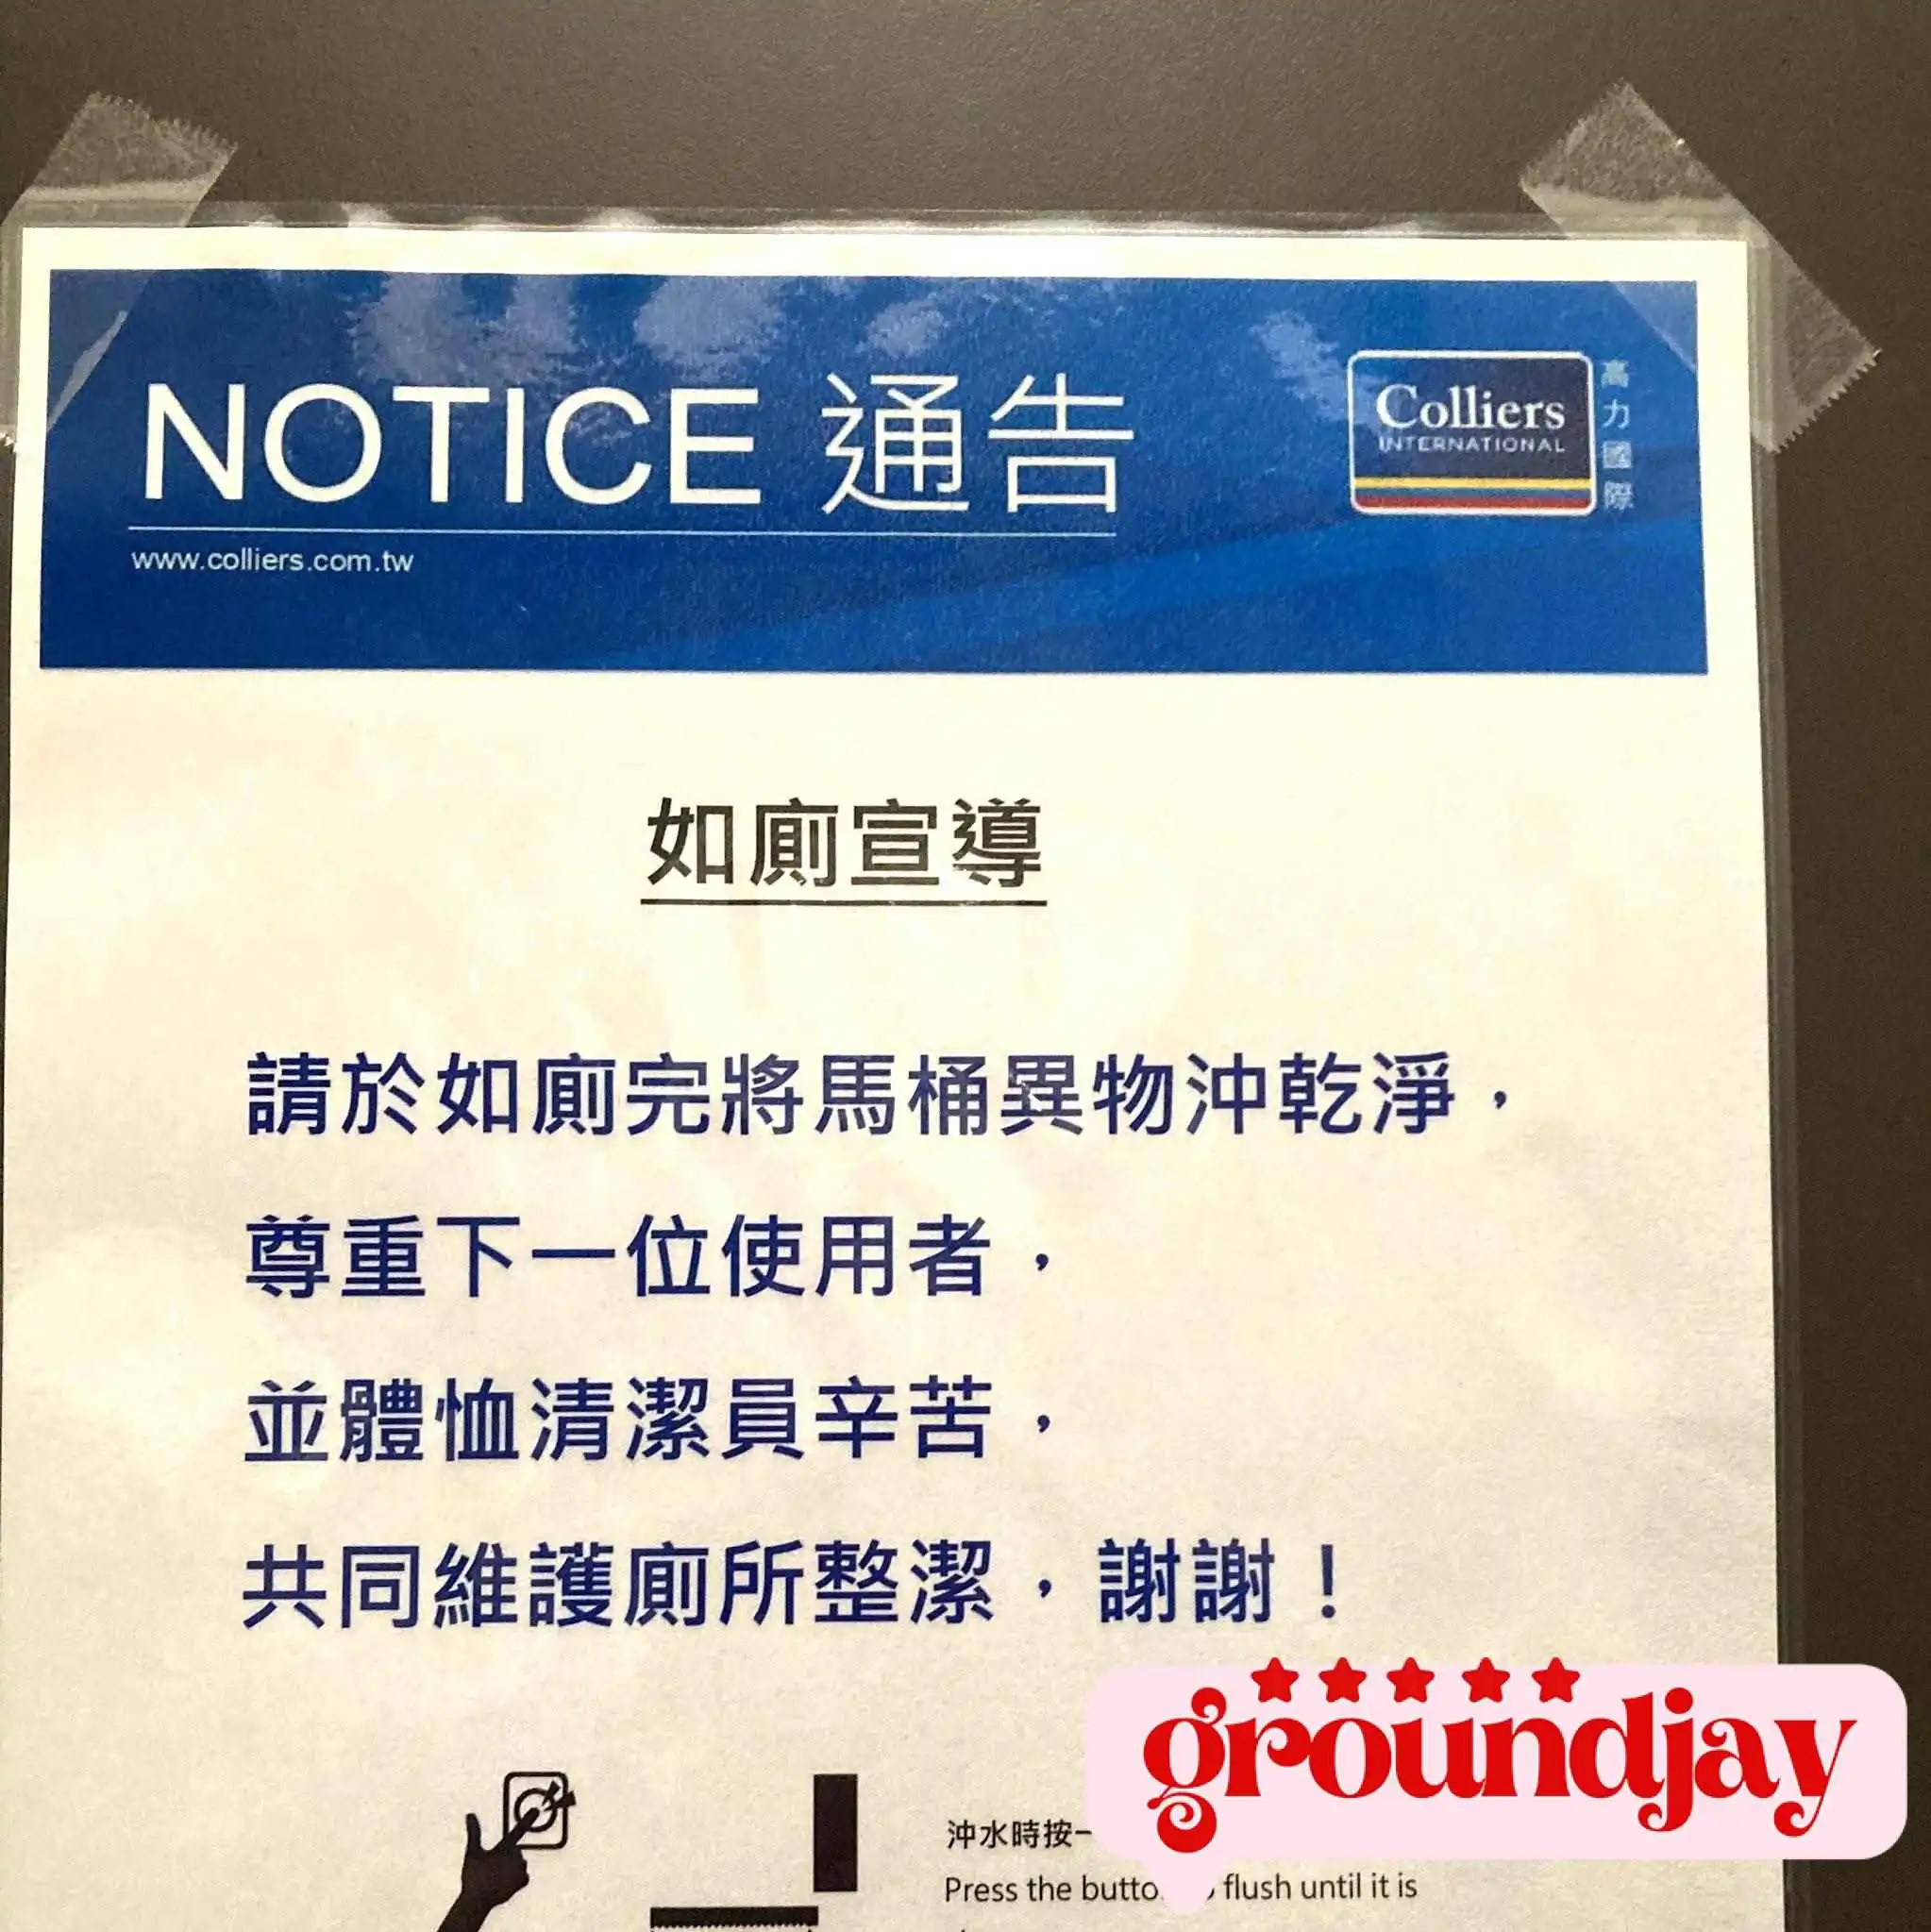 NOTICE 通告
www.colliers.com.tw
Colliers
INTERNATIONAL
高力國際
如廁宣導
請於如廁完將馬桶異物沖乾淨，
尊重下一位使用者，
並體恤清潔員辛苦，
共同維護廁所整潔，謝謝！
groundjay
沖水時按一
Press the flush until it is